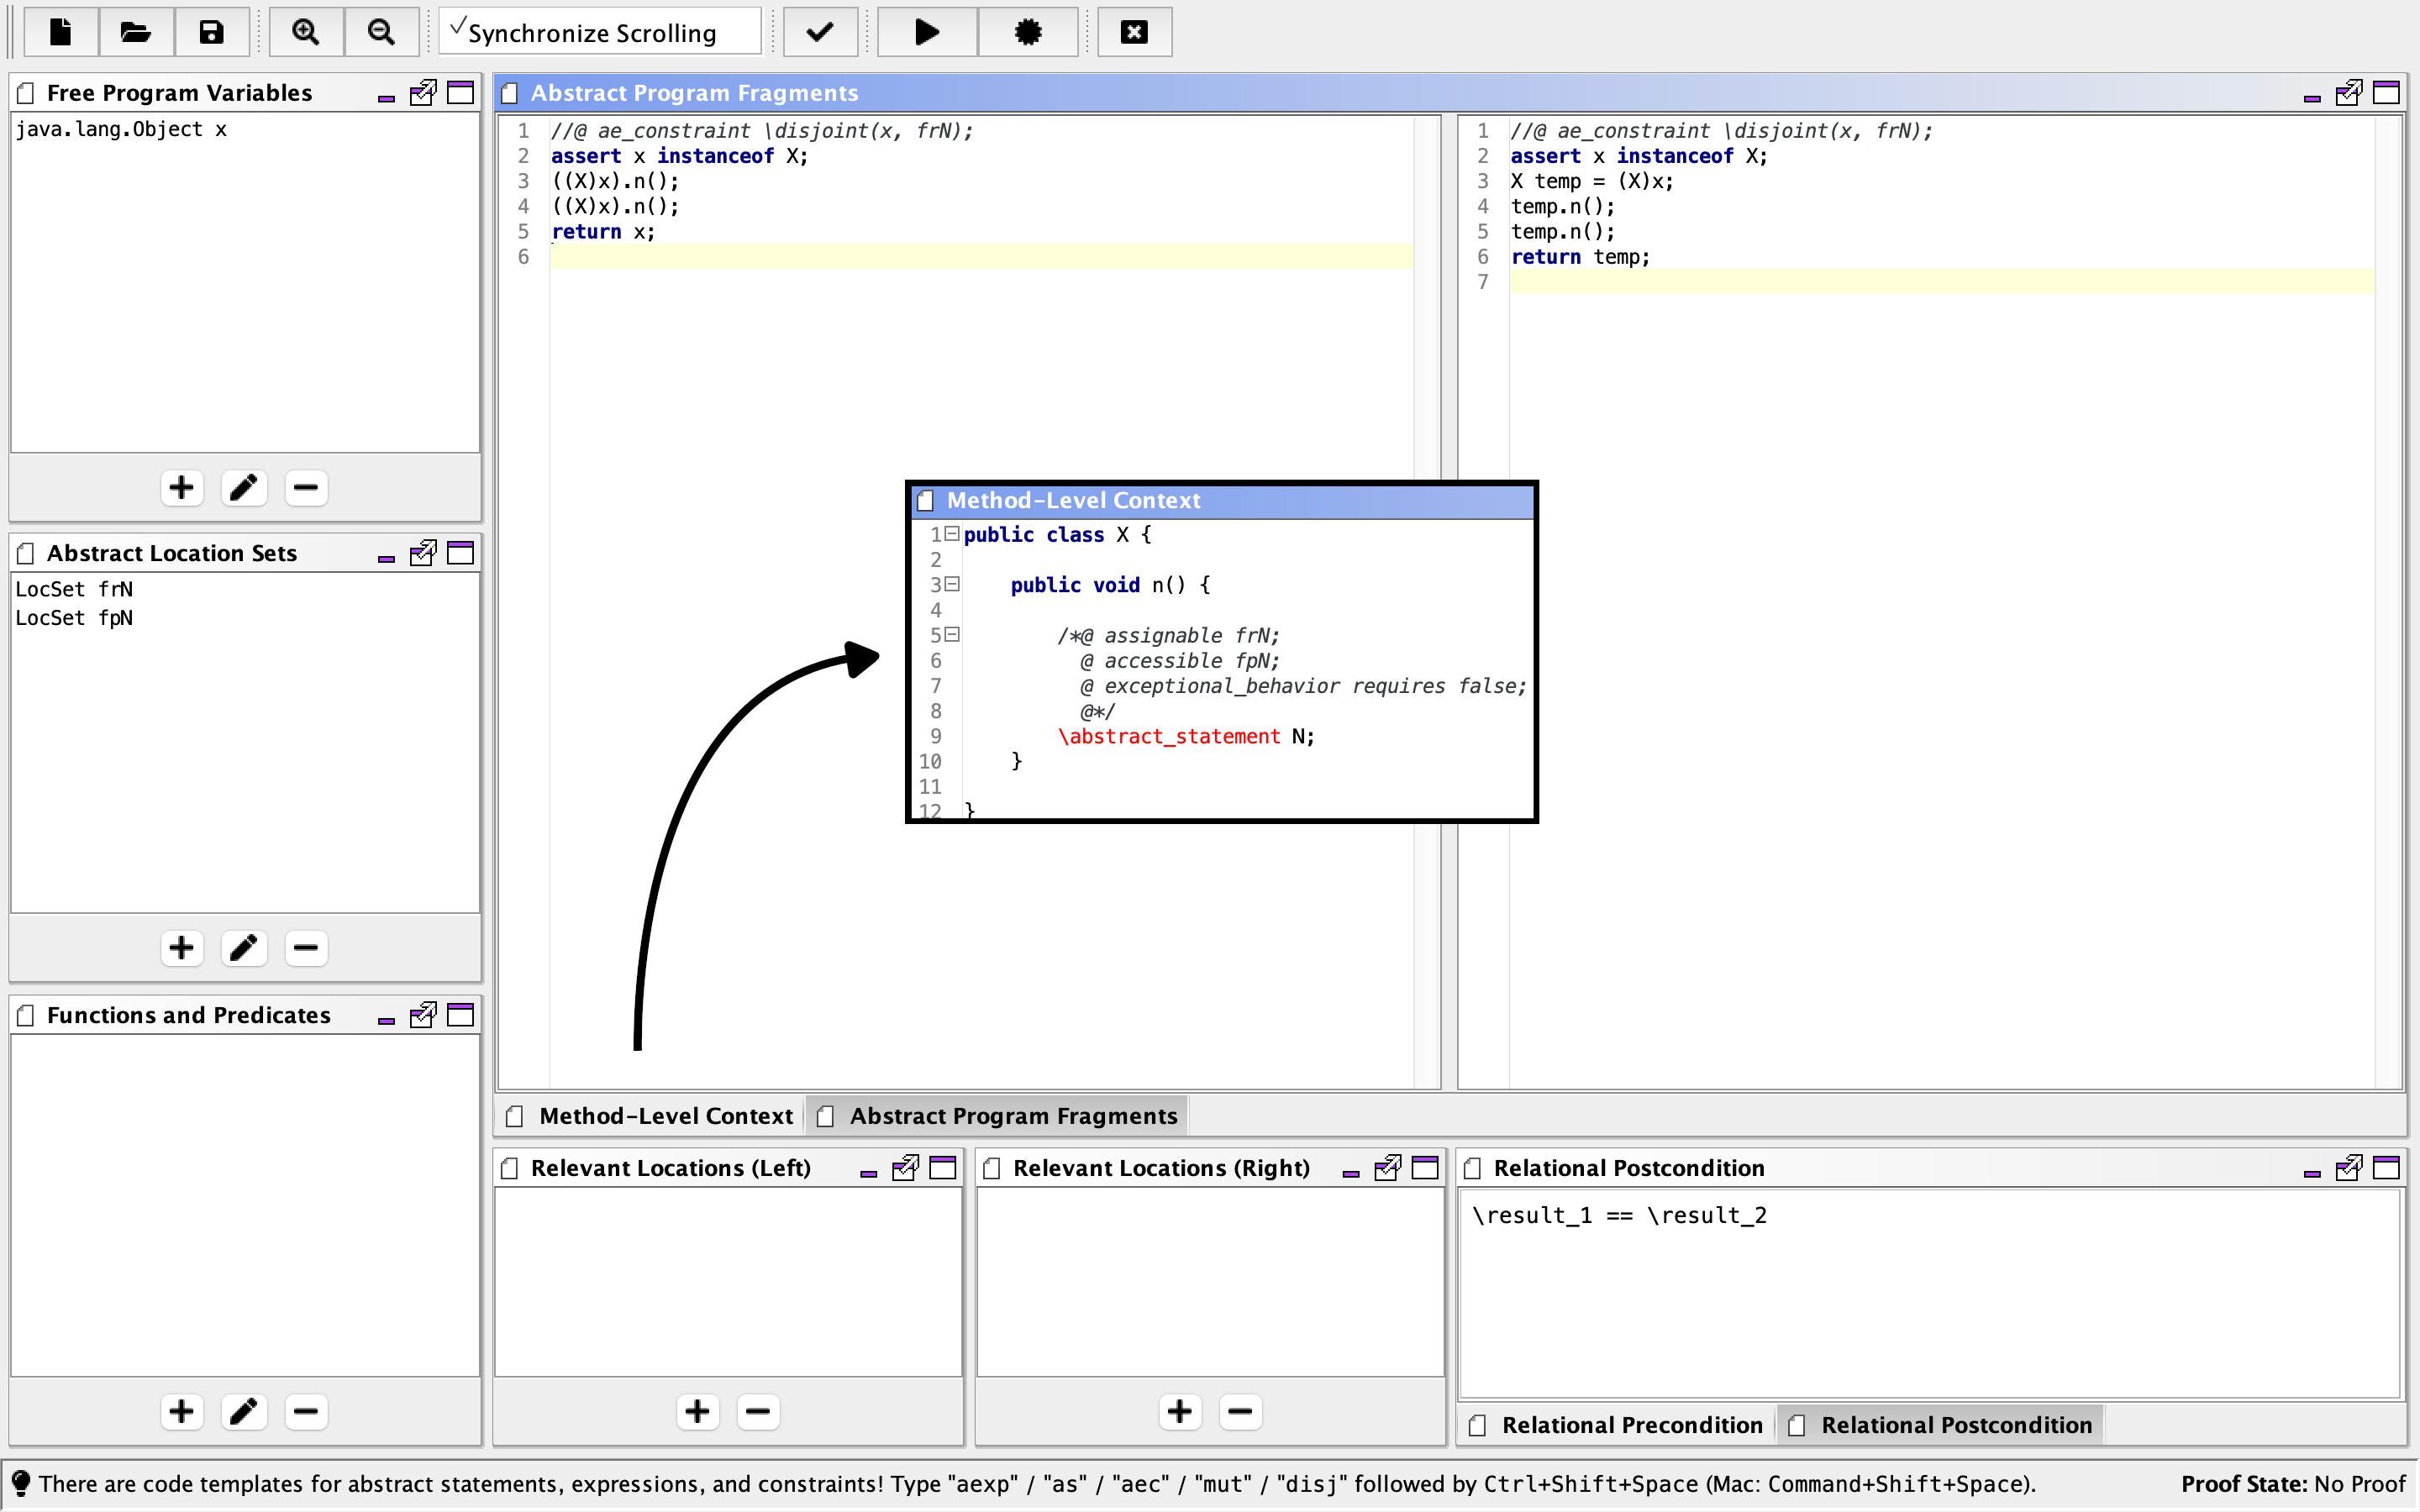 ✓Synchronize Scrolling
Free Program Variables
java.lang.Object x
Abstract Location Sets
LocSet frN
LocSet fpN
Functions and Predicates
Abstract Program Fragments
1 //@ ae_constraint \disjoint(x, frN);
2 assert x instanceof X;
3 ((X)x).n();
4 ((X)x).n();
5 return x;
6
1 //@ ae_constraint \disjoint(x, frN);
2 assert x instanceof X;
3 X temp = (X)x;
4 temp.n();
5 temp.n();
6 return temp;
7
Method-Level Context
1 public class X {
2
3 public void n() {
4
5 /*@ assignable frN;
6 @ accessible fpN;
7 @ exceptional_behavior requires false;
8 @*/
9 \abstract_statement N;
10 }
11
12 }
Method-Level Context
Abstract Program Fragments
Relevant Locations (Left)
Relevant Locations (Right)
Relational Postcondition
\result_1 == \result_2
Relational Precondition
Relational Postcondition
There are code templates for abstract statements, expressions, and constraints! Type "aexp" / "as" / "aec" / "mut" / "disj" followed by Ctrl+Shift+Space (Mac: Command+Shift+Space).
Proof State: No Proof